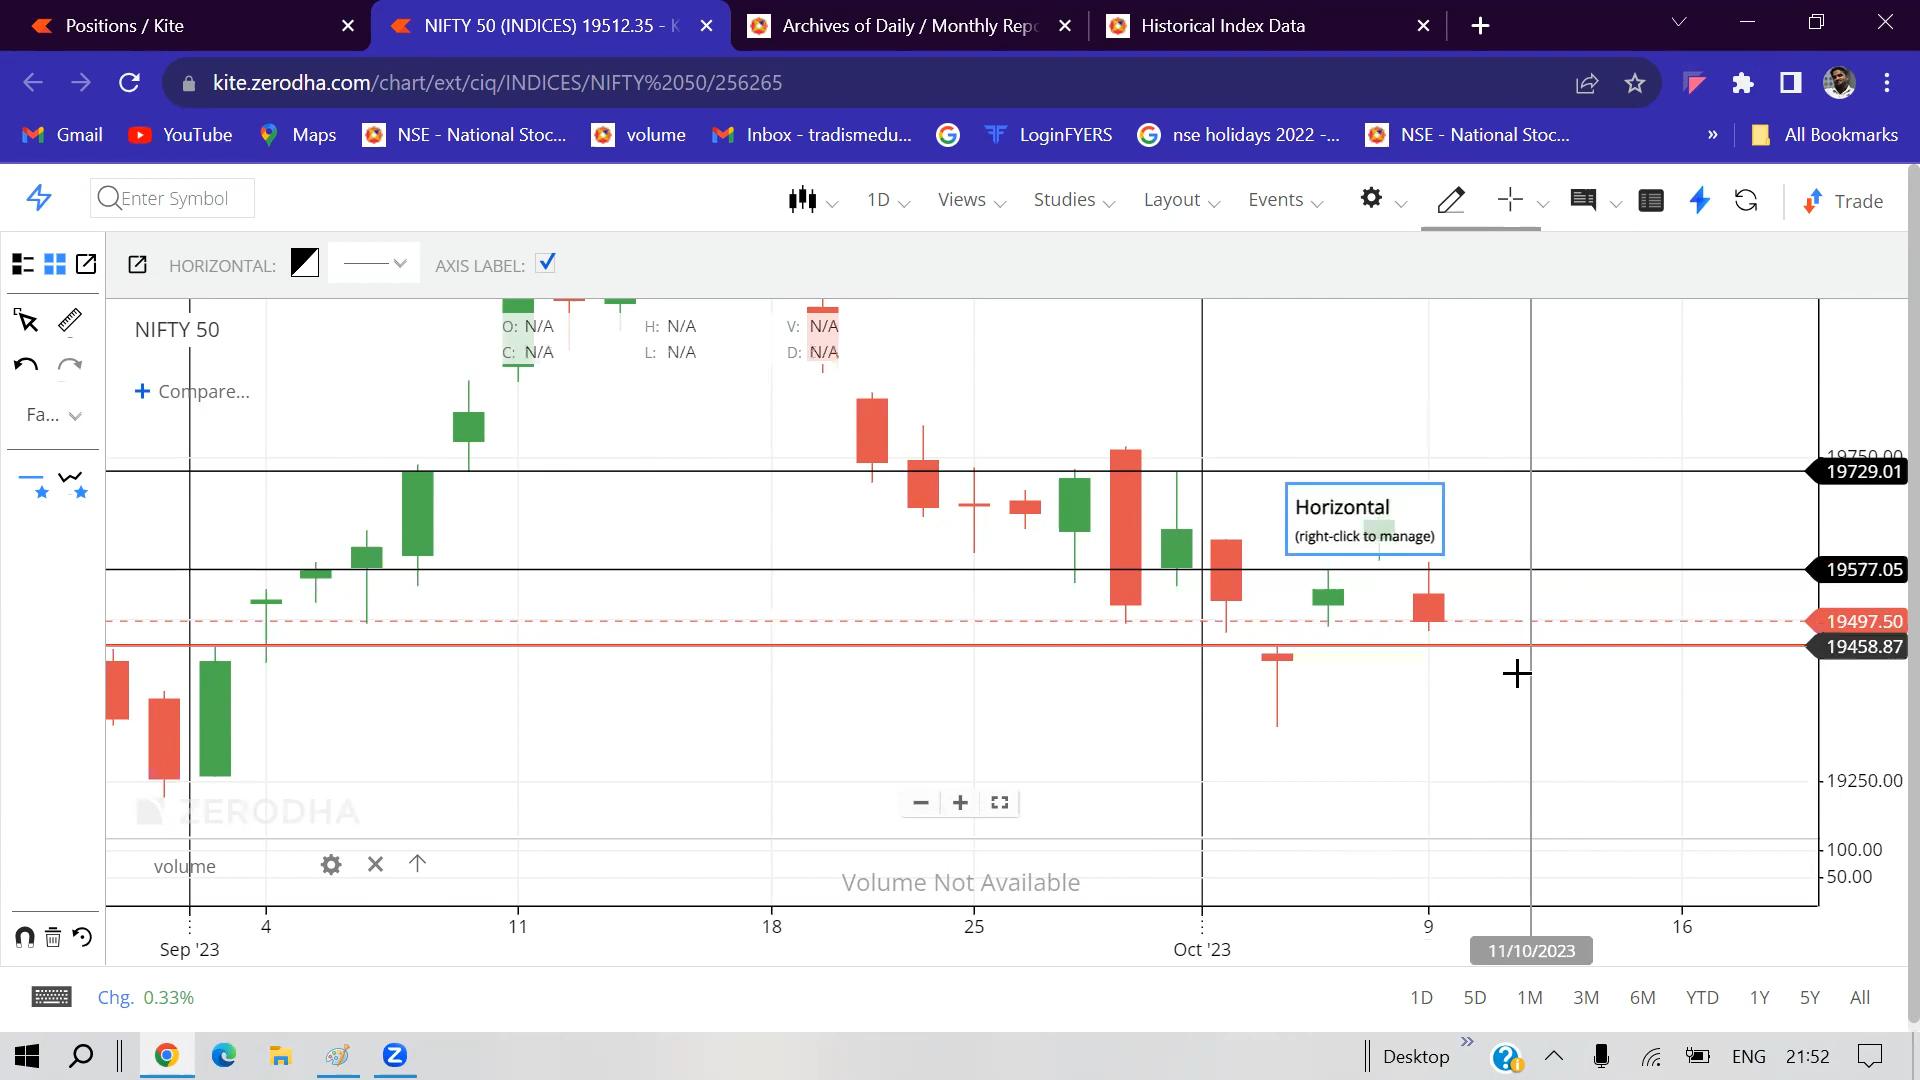 Positions / Kite
NIFTY 50 (INDICES) 19512.35 - K
Archives of Daily / Monthly Repo
Historical Index Data
kite.zerodha.com/chart/ext/ciq/INDICES/NIFTY%2050/256265
Gmail
YouTube
Maps
NSE - National Stoc...
volume
Inbox - tradismedu...
LoginFYERS
nse holidays 2022 -...
NSE - National Stoc...
»
All Bookmarks
Enter Symbol
1D
Views
Studies
Layout
Events
Trade
HORIZONTAL:
AXIS LABEL:
Fa...
NIFTY 50
O: N/A H: N/A V: N/A
C: N/A L: N/A D: N/A
+ Compare...
Horizontal
(right-click to manage)
19750.00
19729.01
19577.05
19497.50
19458.87
19250.00
ZERODHA
volume
Volume Not Available
100.00
50.00
4 11 18 25 9 16
Sep '23 Oct '23
11/10/2023
Chg. 0.33%
1D 5D 1M 3M 6M YTD 1Y 5Y All
Desktop
»
ENG
21:52